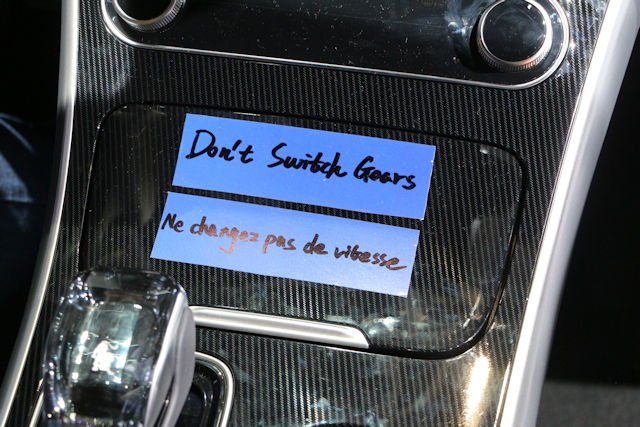 Don't Switch Gears
Ne changez pas de vitesse